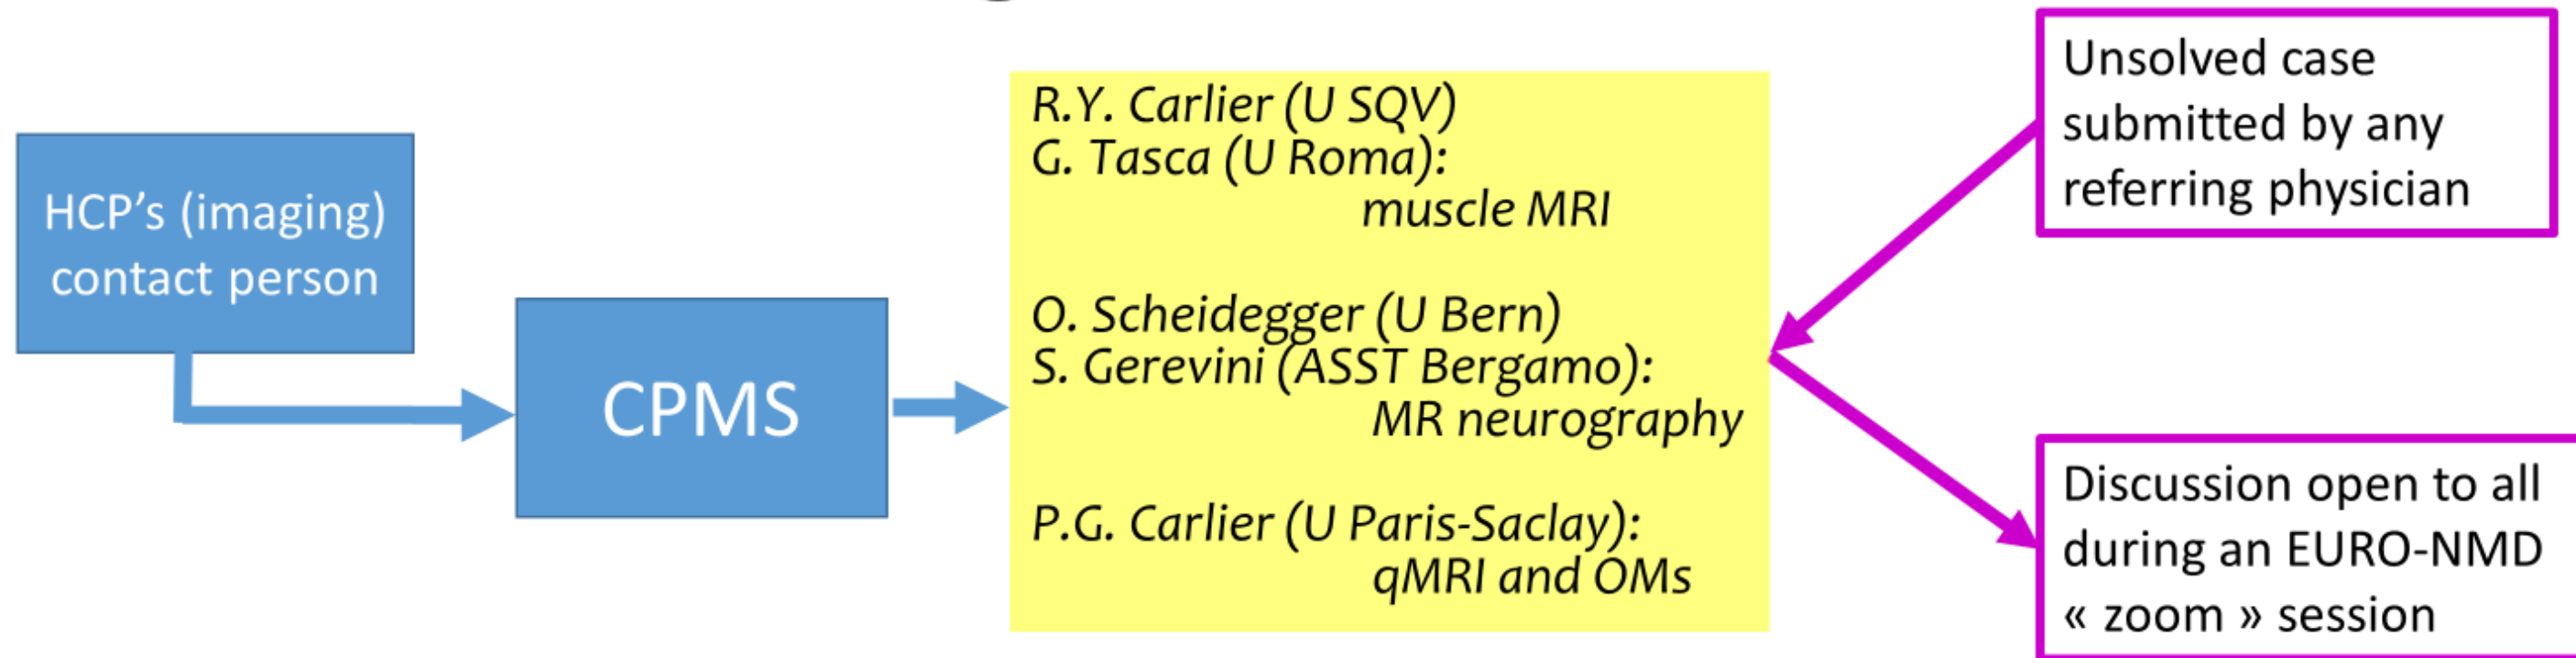 HCP's (imaging)
contact person
CPMS
R.Y. Carlier (U SQV)
G. Tasca (U Roma):
muscle MRI
O. Scheidegger (U Bern)
S. Gerevini (ASST Bergamo):
MR neurography
P.G. Carlier (U Paris-Saclay):
qMRI and OMs
Unsolved case
submitted by any
referring physician
Discussion open to all
during an EURO-NMD
« zoom » session